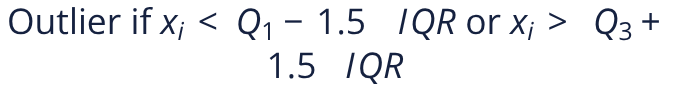 Outlier if xᵢ < Q₁ − 1.5 IQR or xᵢ > Q₃ +
1.5 IQR